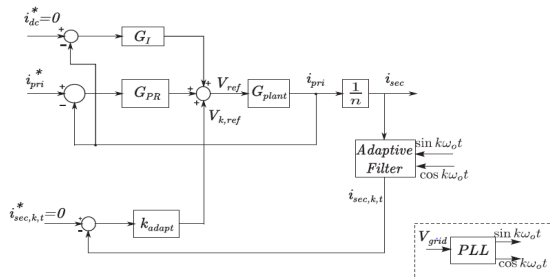 i*dc=0
G_I
i*pri
G_PR
V_ref
G_plant
i_pri
1/n
i_sec
V_k,ref
Adaptive
Filter
sin kω_o t
cos kω_o t
i_sec,k,t
i*sec,k,t=0
k_adapt
V_grid
PLL
sin kω_o t
cos kω_o t